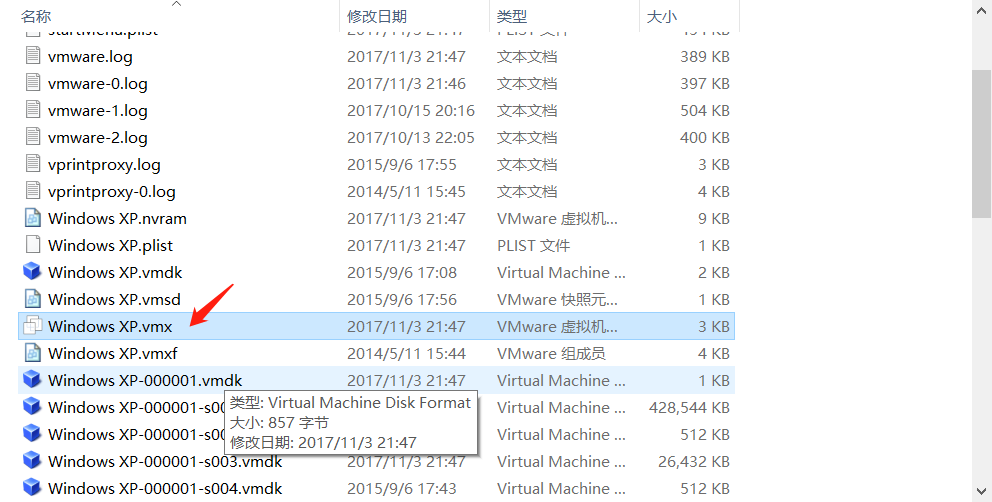 名称 修改日期 类型 大小
startMenu.plist 2017/11/3 21:47 PLIST 文件
vmware.log 2017/11/3 21:47 文本文档 389 KB
vmware-0.log 2017/11/3 21:46 文本文档 397 KB
vmware-1.log 2017/10/15 20:16 文本文档 504 KB
vmware-2.log 2017/10/13 22:05 文本文档 400 KB
vprintproxy.log 2015/9/6 17:55 文本文档 3 KB
vprintproxy-0.log 2014/5/11 15:45 文本文档 4 KB
Windows XP.nvram 2017/11/3 21:47 VMware 虚拟机... 9 KB
Windows XP.plist 2017/11/3 21:47 PLIST 文件 1 KB
Windows XP.vmdk 2015/9/6 17:08 Virtual Machine ... 2 KB
Windows XP.vmsd 2015/9/6 17:56 VMware 快照元... 1 KB
Windows XP.vmx 2017/11/3 21:47 VMware 虚拟机... 3 KB
Windows XP.vmxf 2014/5/11 15:44 VMware 组成员 4 KB
Windows XP-000001.vmdk 2017/11/3 21:47 Virtual Machine ... 1 KB
Windows XP-000001-s00 Virtual Machine ... 428,544 KB
Windows XP-000001-s0 Virtual Machine ... 512 KB
类型: Virtual Machine Disk Format
大小: 857 字节
修改日期: 2017/11/3 21:47
Windows XP-000001-s003.vmdk 2017/11/3 21:47 Virtual Machine ... 26,432 KB
Windows XP-000001-s004.vmdk 2015/9/6 17:43 Virtual Machine ... 512 KB